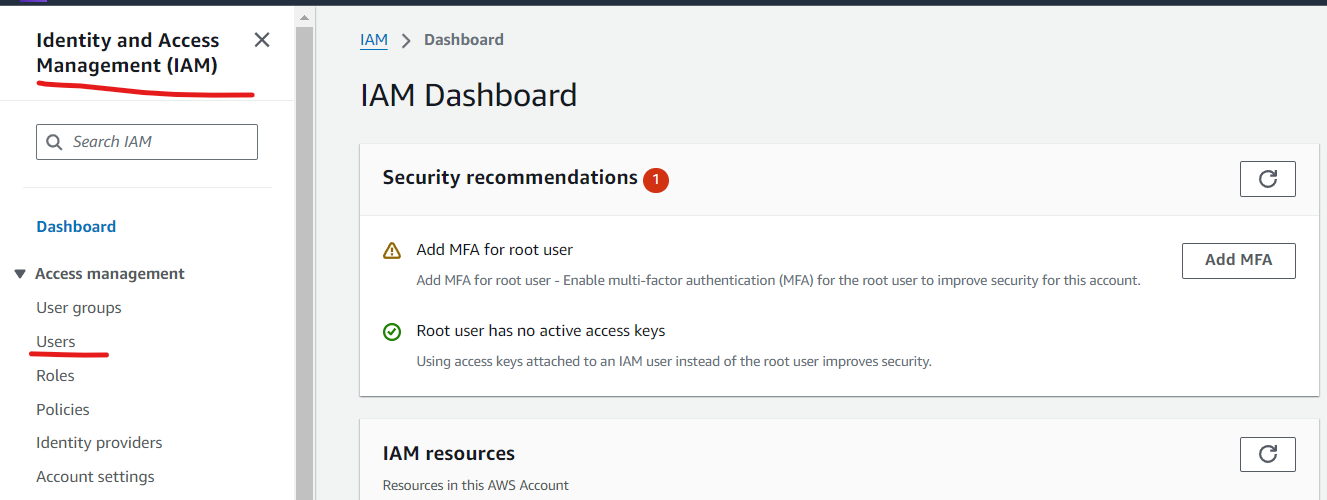 Identity and Access
Management (IAM)
Search IAM
Dashboard
Access management
User groups
Users
Roles
Policies
Identity providers
Account settings
IAM > Dashboard
IAM Dashboard
Security recommendations 1
Add MFA for root user
Add MFA for root user - Enable multi-factor authentication (MFA) for the root user to improve security for this account.
Add MFA
Root user has no active access keys
Using access keys attached to an IAM user instead of the root user improves security.
IAM resources
Resources in this AWS Account